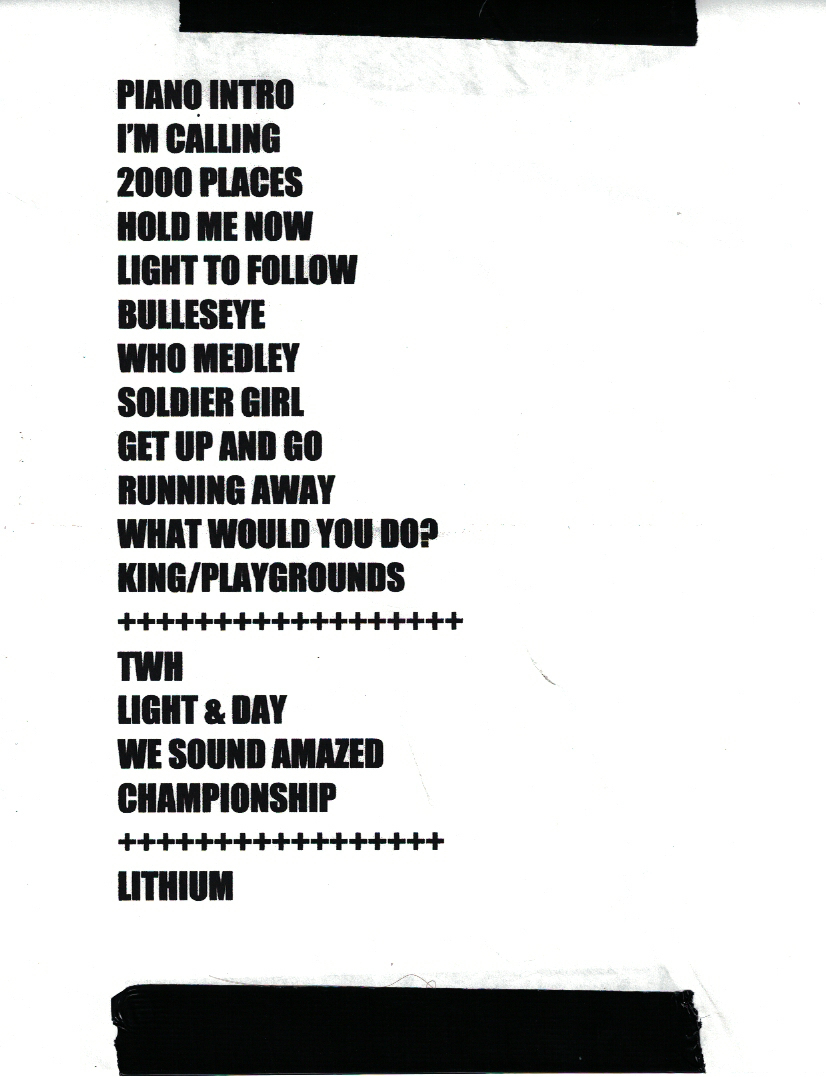 PIANO INTRO
I'M CALLING
2000 PLACES
HOLD ME NOW
LIGHT TO FOLLOW
BULLESEYE
WHO MEDLEY
SOLDIER GIRL
GET UP AND GO
RUNNING AWAY
WHAT WOULD YOU DO?
KING/PLAYGROUNDS
++++++++++++++++++
TWH
LIGHT & DAY
WE SOUND AMAZED
CHAMPIONSHIP
+++++++++++++++++
LITHIUM